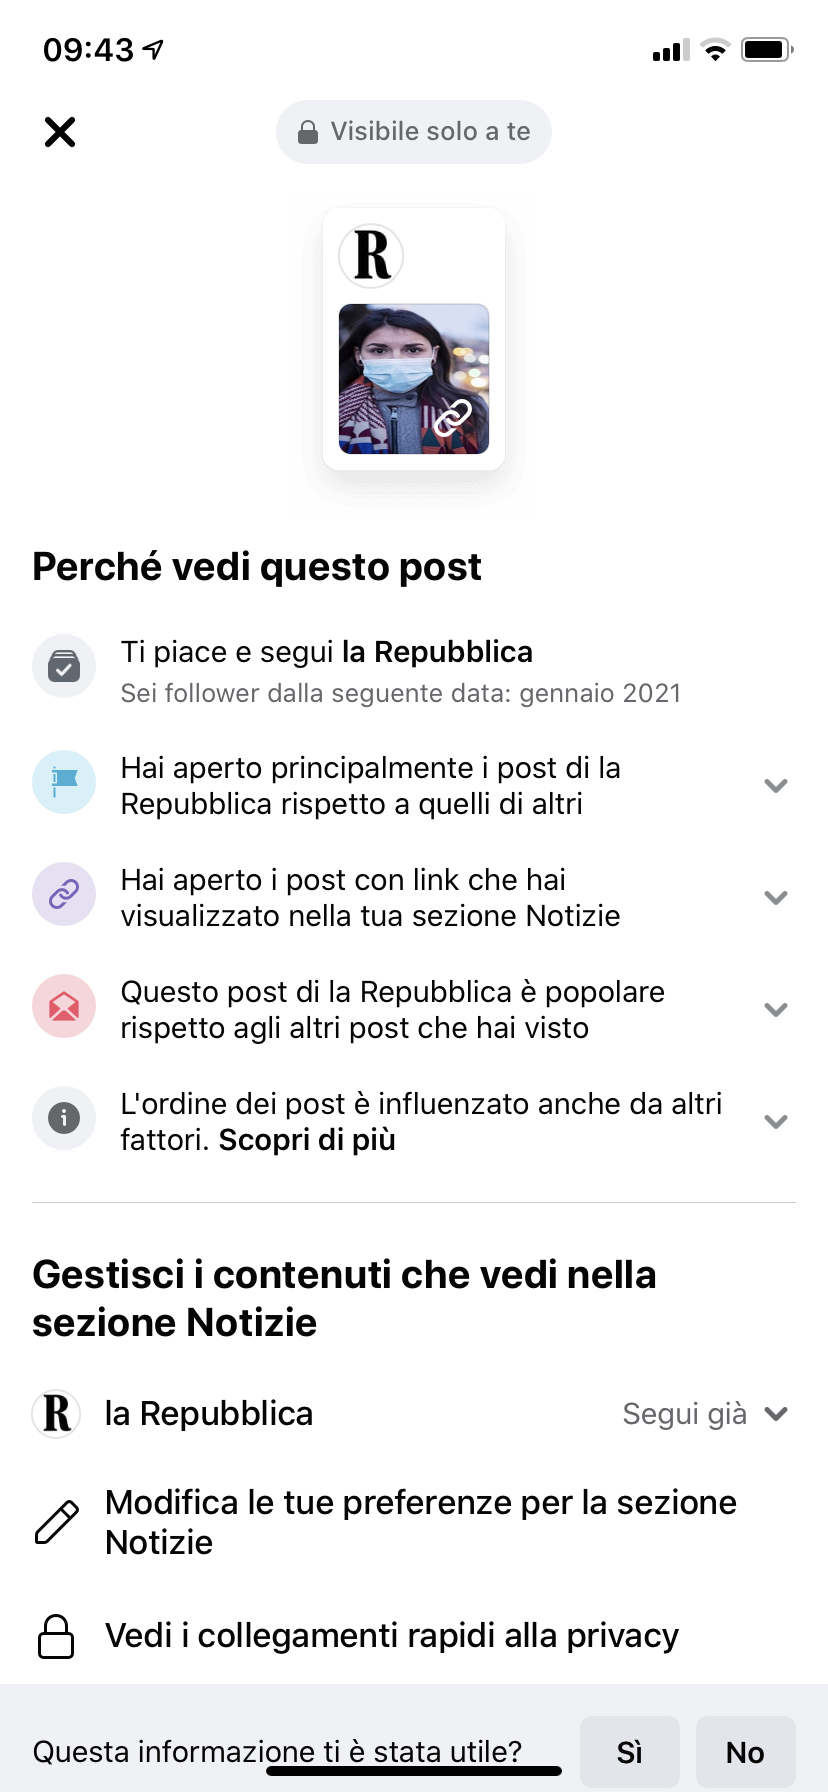 09:43
Visibile solo a te
R
Perché vedi questo post
Ti piace e segui la Repubblica
Sei follower dalla seguente data: gennaio 2021
Hai aperto principalmente i post di la
Repubblica rispetto a quelli di altri
Hai aperto i post con link che hai
visualizzato nella tua sezione Notizie
Questo post di la Repubblica è popolare
rispetto agli altri post che hai visto
L'ordine dei post è influenzato anche da altri
fattori. Scopri di più
Gestisci i contenuti che vedi nella
sezione Notizie
R la Repubblica Segui già
Modifica le tue preferenze per la sezione
Notizie
Vedi i collegamenti rapidi alla privacy
Questa informazione ti è stata utile? Sì No